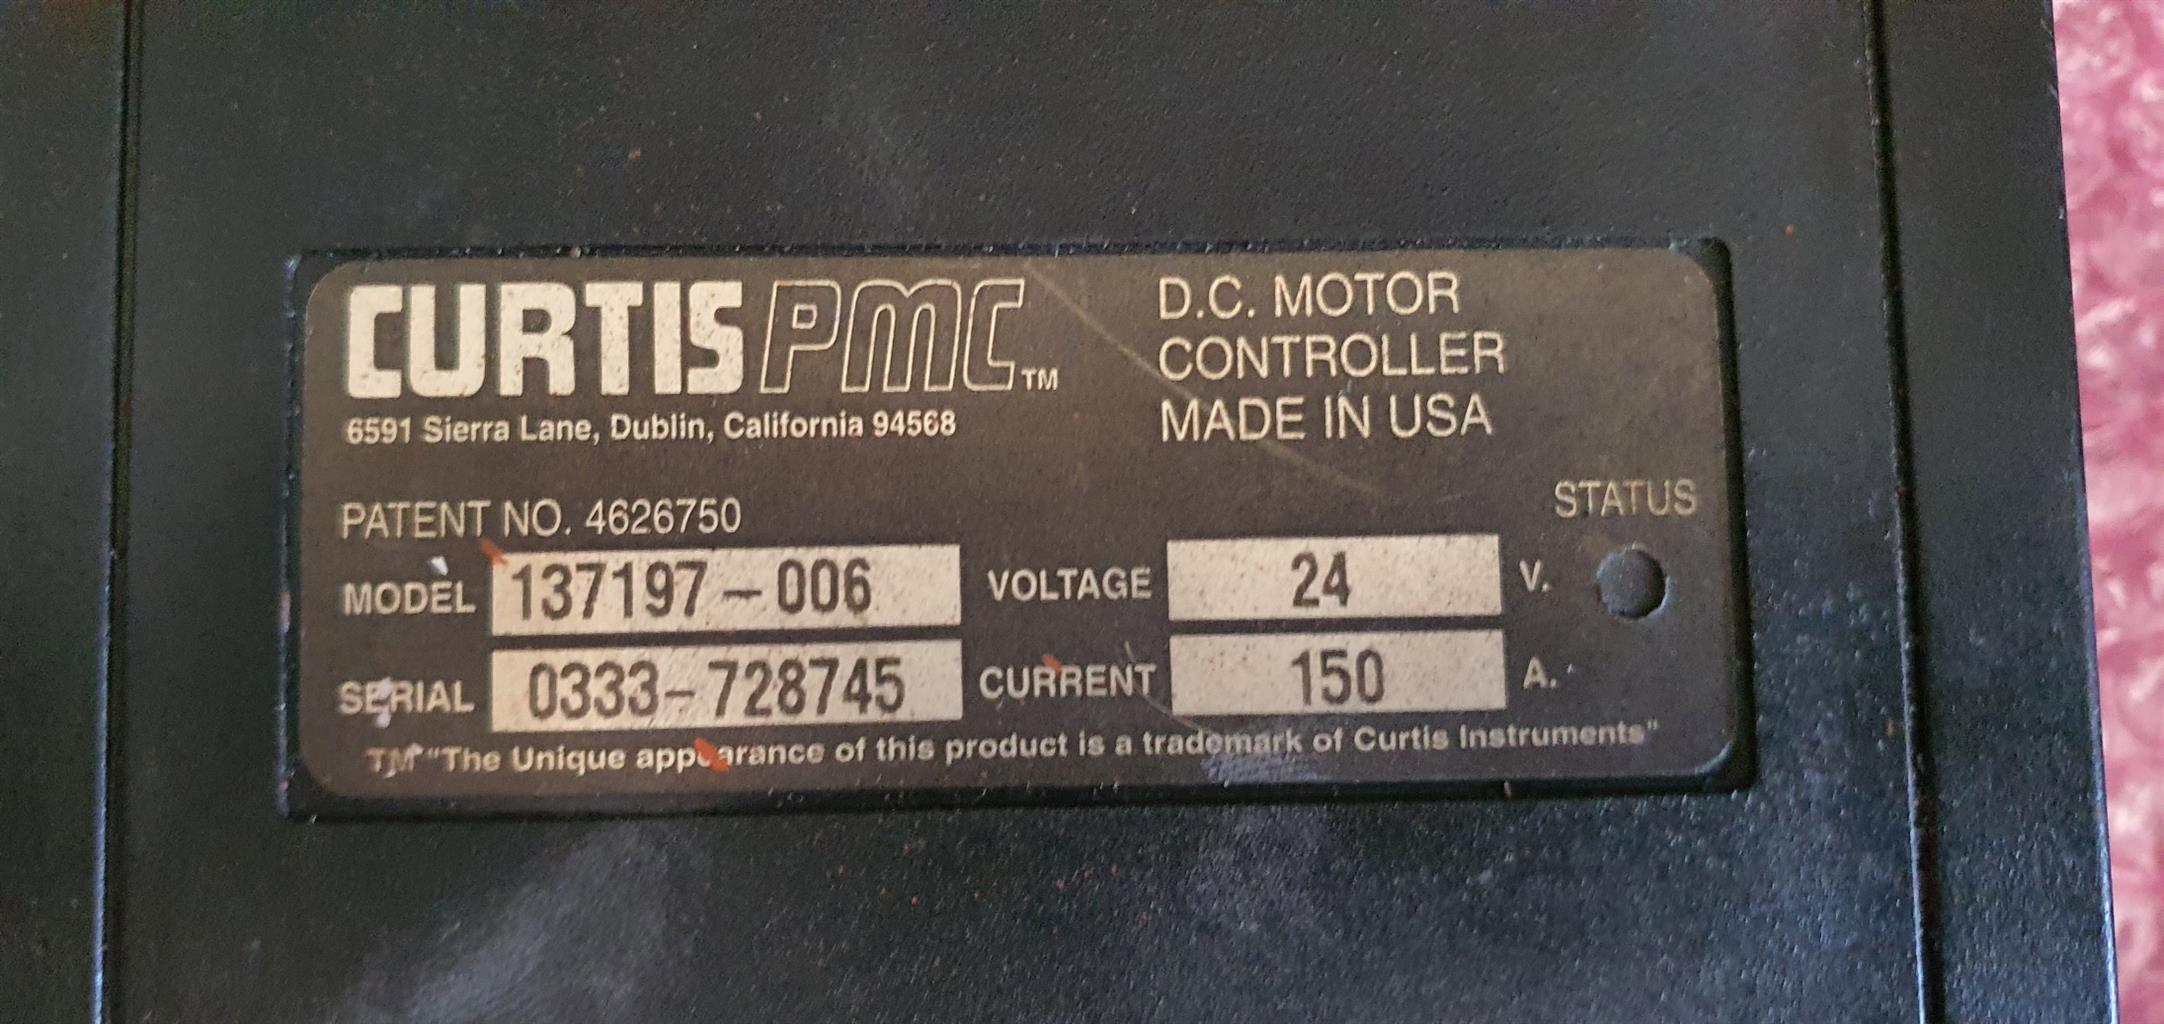 CURTIS PMC TM
6591 Sierra Lane, Dublin, California 94568
D.C. MOTOR
CONTROLLER
MADE IN USA
PATENT NO. 4626750
STATUS
MODEL 137197-006 VOLTAGE 24 V.
SERIAL 0333-728745 CURRENT 150 A.
TM "The Unique appearance of this product is a trademark of Curtis Instruments"